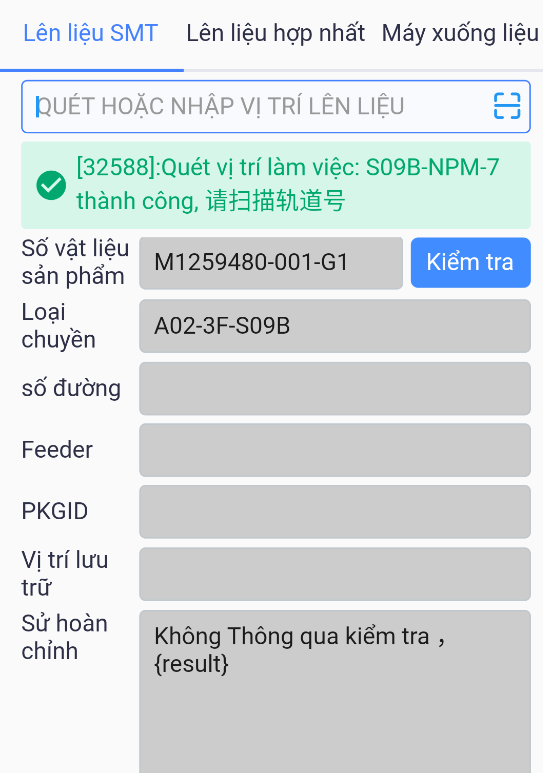 Lên liệu SMT Lên liệu hợp nhất Máy xuống liệu
QUÉT HOẶC NHẬP VỊ TRÍ LÊN LIỆU
[32588]:Quét vị trí làm việc: S09B-NPM-7
thành công, 请扫描轨道号
Số vật liệu
sản phẩm
M1259480-001-G1
Kiểm tra
Loại
chuyền
A02-3F-S09B
số đường
Feeder
PKGID
Vị trí lưu
trữ
Sử hoàn
chỉnh
Không Thông qua kiểm tra ，
{result}